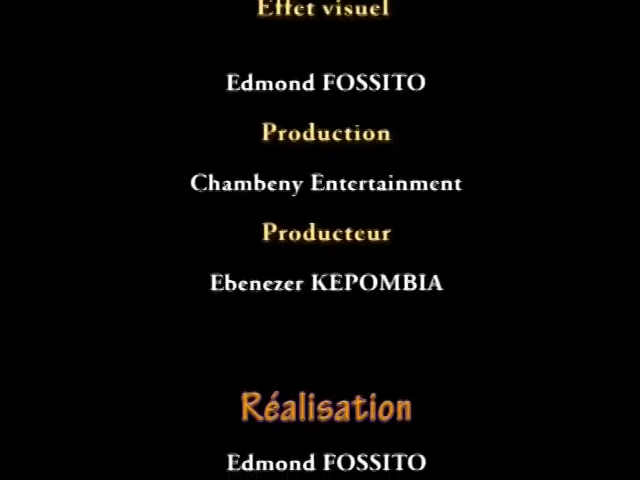 Effet visuel
Edmond FOSSITO
Production
Chambeny Entertainment
Producteur
Ebenezer KEPOMBIA
Réalisation
Edmond FOSSITO